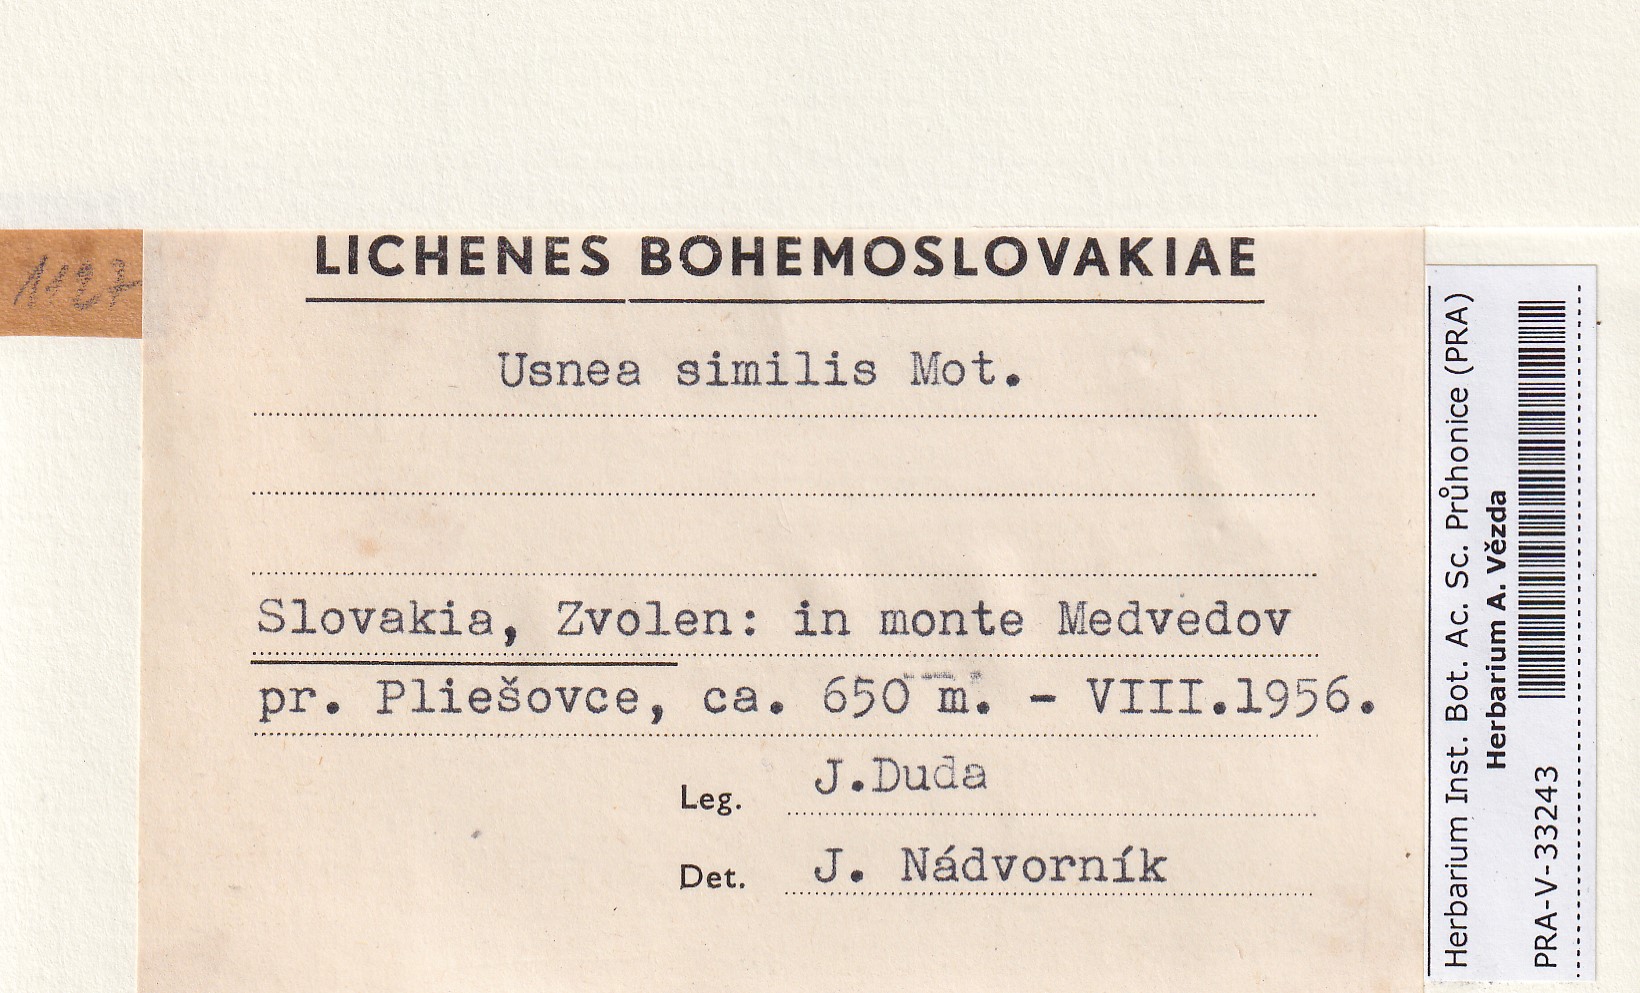 1127
LICHENES BOHEMOSLOVAKIAE
Usnea similis Mot.
Slovakia, Zvolen: in monte Medvedov
pr. Pliešovce, ca. 650 m. - VIII.1956.
Leg. J.Duda
Det. J. Nádvorník
Herbarium Inst. Bot. Ac. Sc. Průhonice (PRA)
Herbarium A. Vězda
PRA-V-33243